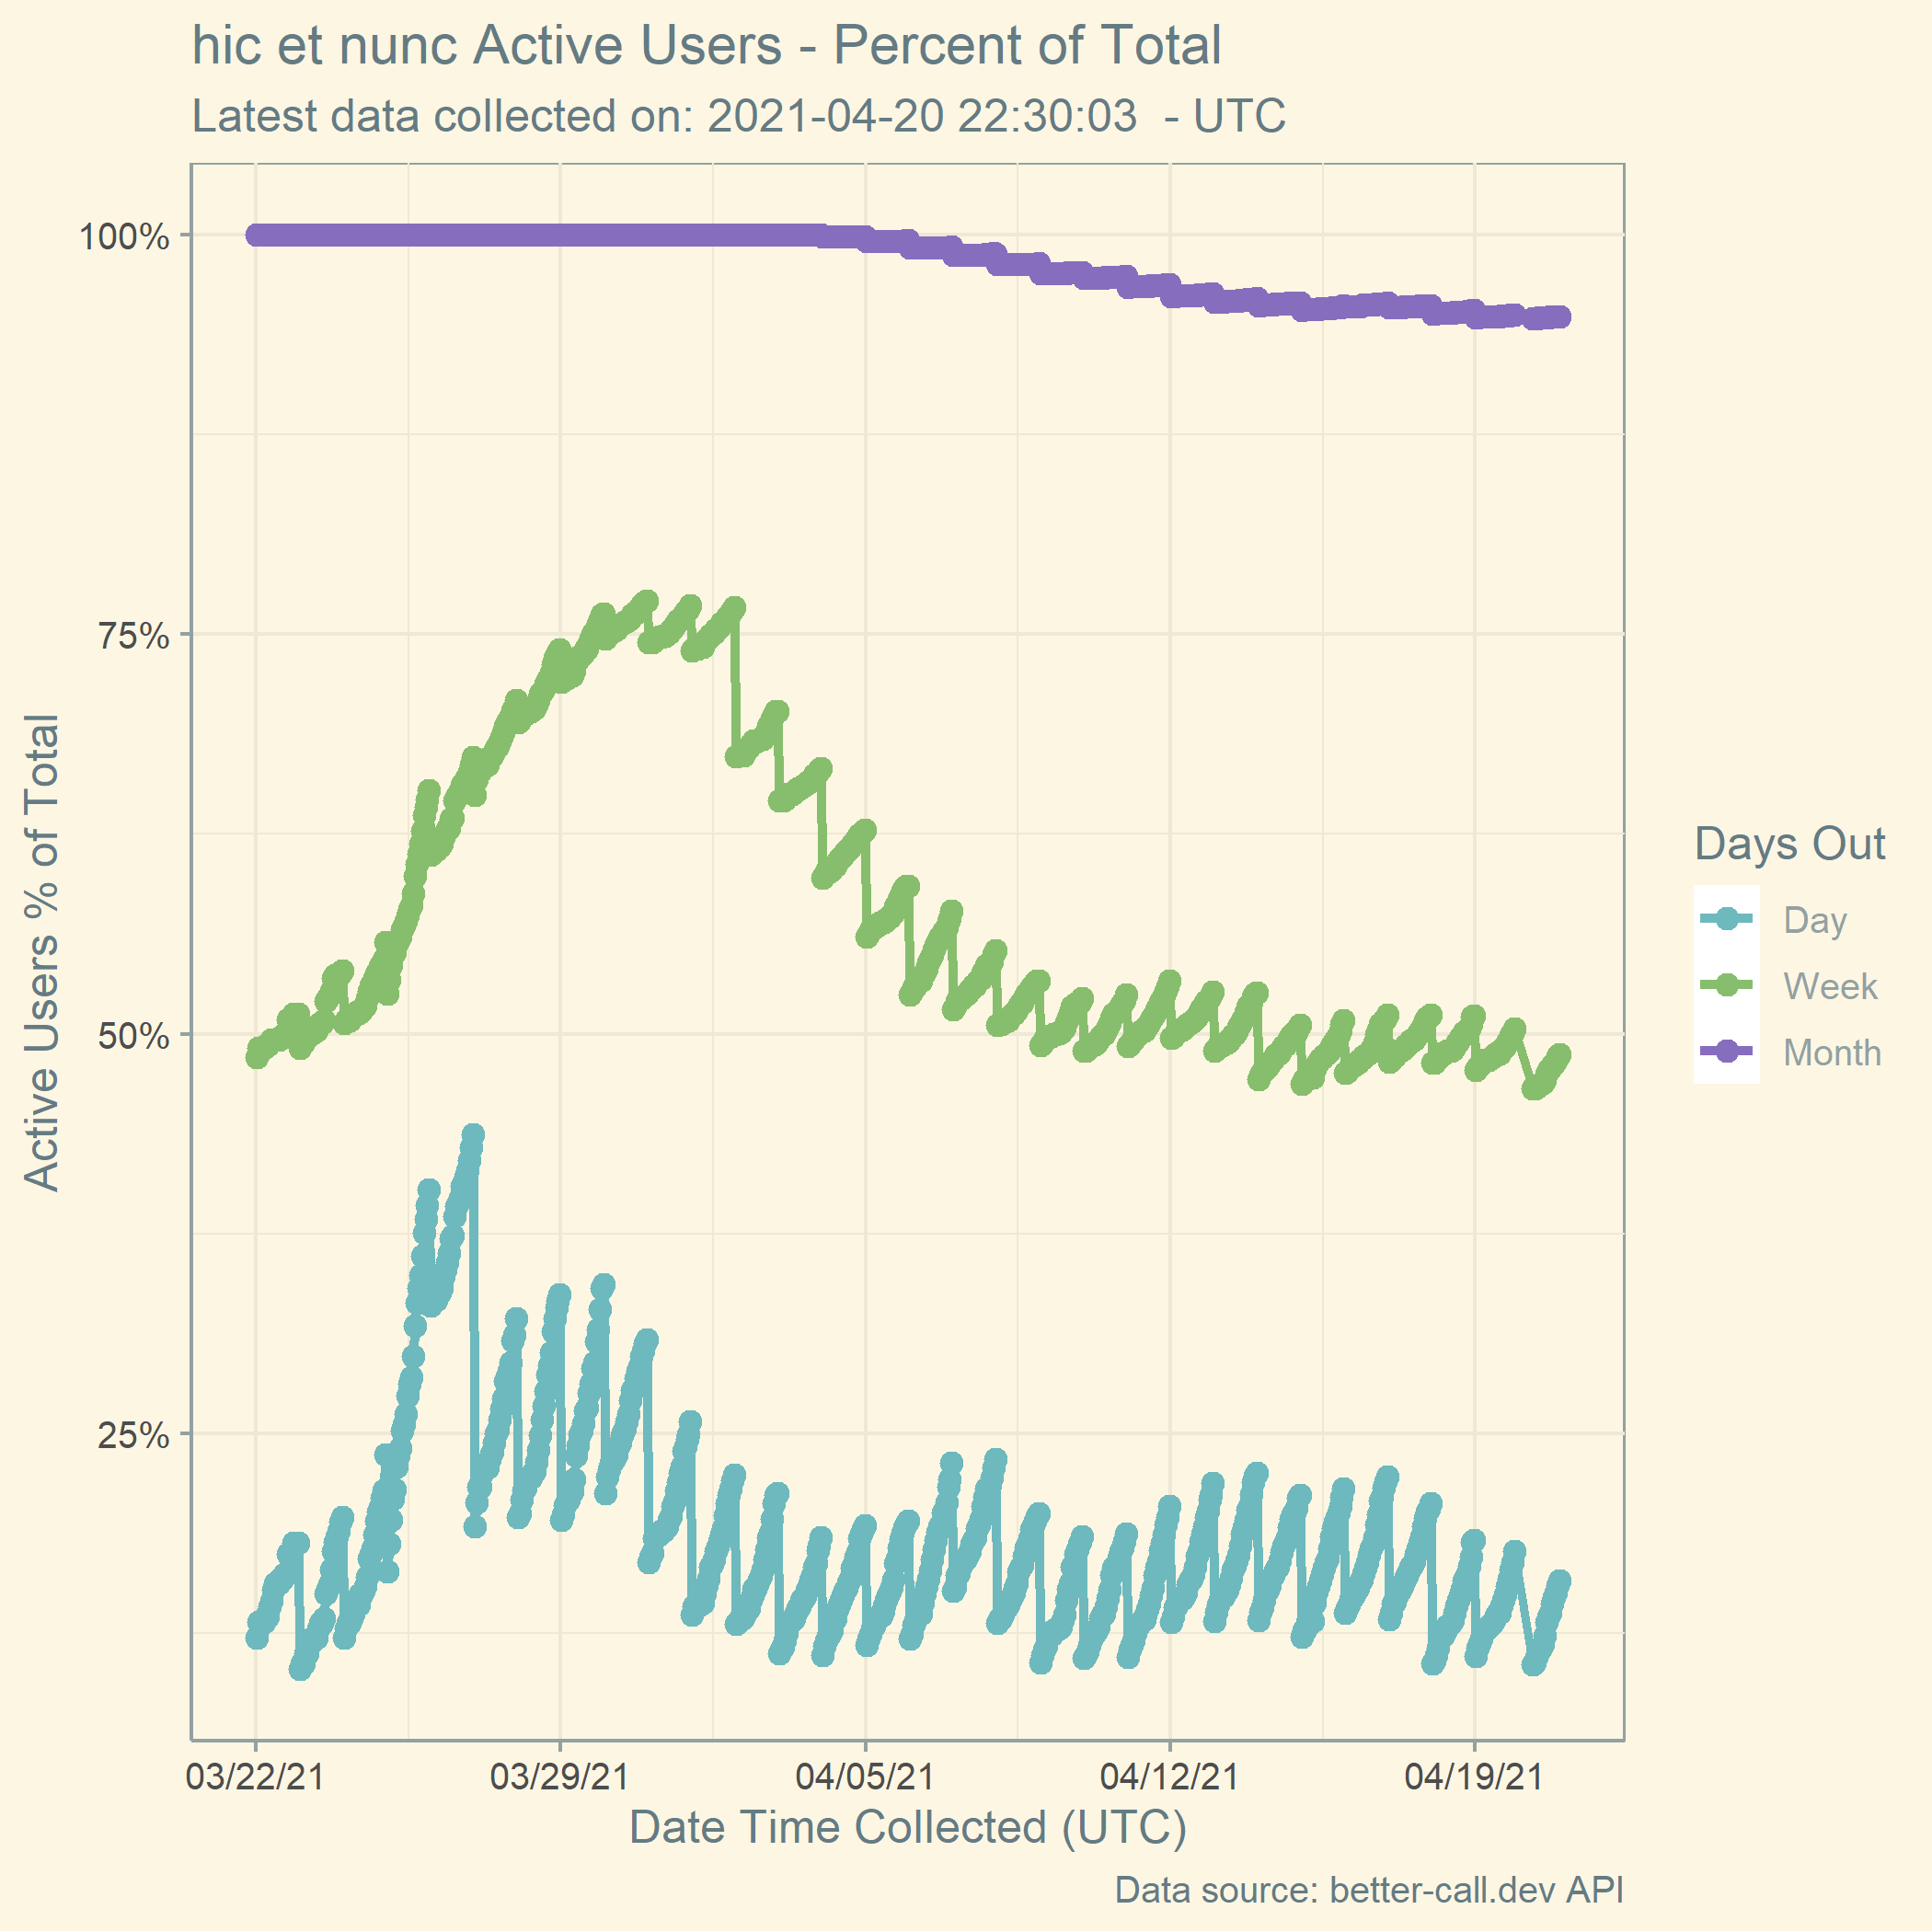 hic et nunc Active Users - Percent of Total
Latest data collected on: 2021-04-20 22:30:03  - UTC
100%
75%
50%
25%
Active Users % of Total
03/22/21
03/29/21
04/05/21
04/12/21
04/19/21
Date Time Collected (UTC)
Days Out
Day
Week
Month
Data source: better-call.dev API